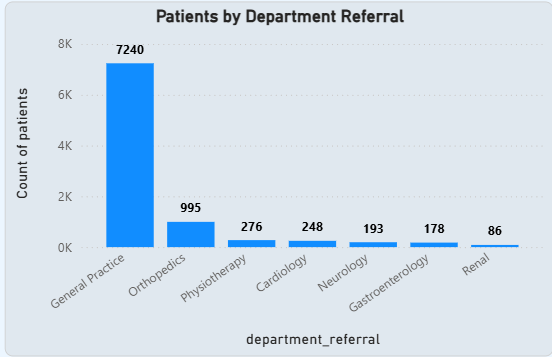 Patients by Department Referral
Count of patients
8K
6K
4K
2K
0K
7240
995
276
248
193
178
86
General Practice
Orthopedics
Physiotherapy
Cardiology
Neurology
Gastroenterology
Renal
department_referral